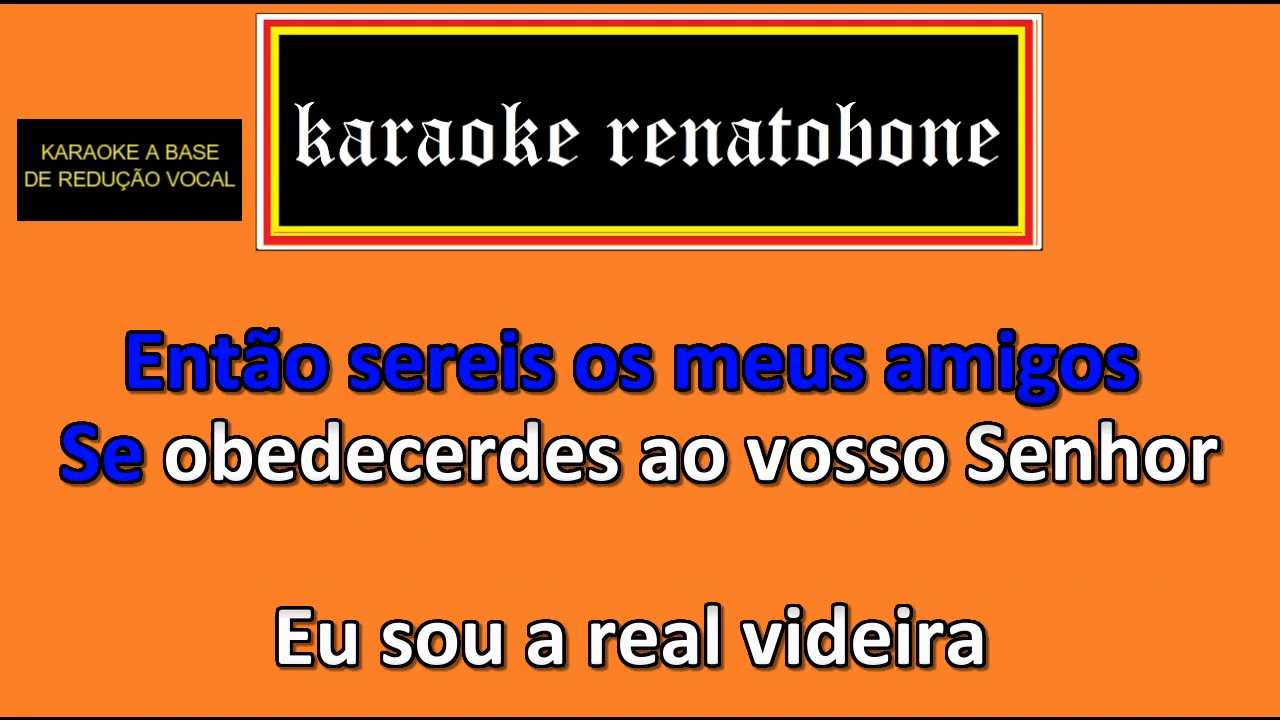 karaoke renatobone
KARAOKE A BASE
DE REDUÇÃO VOCAL
Então sereis os meus amigos
Se obedecerdes ao vosso Senhor
Eu sou a real videira